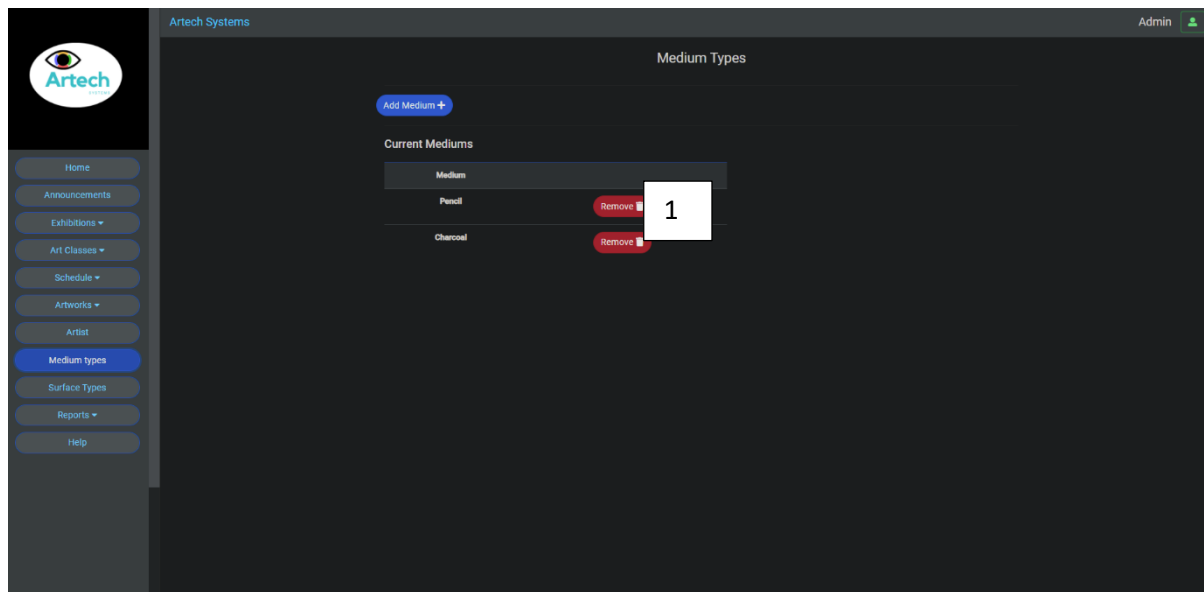 Artech Systems
Admin
Artech
Medium Types
Add Medium +
Current Mediums
Medium
Pencil
Remove
1
Charcoal
Remove
Home
Announcements
Exhibitions
Art Classes
Schedule
Artworks
Artist
Medium types
Surface Types
Reports
Help